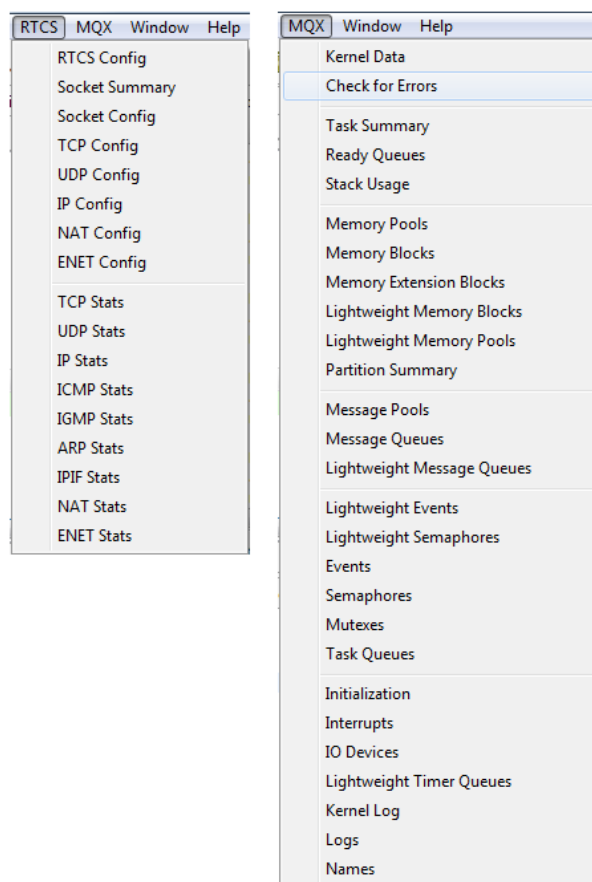 RTCS MQX Window Help
RTCS Config
Socket Summary
Socket Config
TCP Config
UDP Config
IP Config
NAT Config
ENET Config
TCP Stats
UDP Stats
IP Stats
ICMP Stats
IGMP Stats
ARP Stats
IPIF Stats
NAT Stats
ENET Stats
MQX Window Help
Kernel Data
Check for Errors
Task Summary
Ready Queues
Stack Usage
Memory Pools
Memory Blocks
Memory Extension Blocks
Lightweight Memory Blocks
Lightweight Memory Pools
Partition Summary
Message Pools
Message Queues
Lightweight Message Queues
Lightweight Events
Lightweight Semaphores
Events
Semaphores
Mutexes
Task Queues
Initialization
Interrupts
IO Devices
Lightweight Timer Queues
Kernel Log
Logs
Names